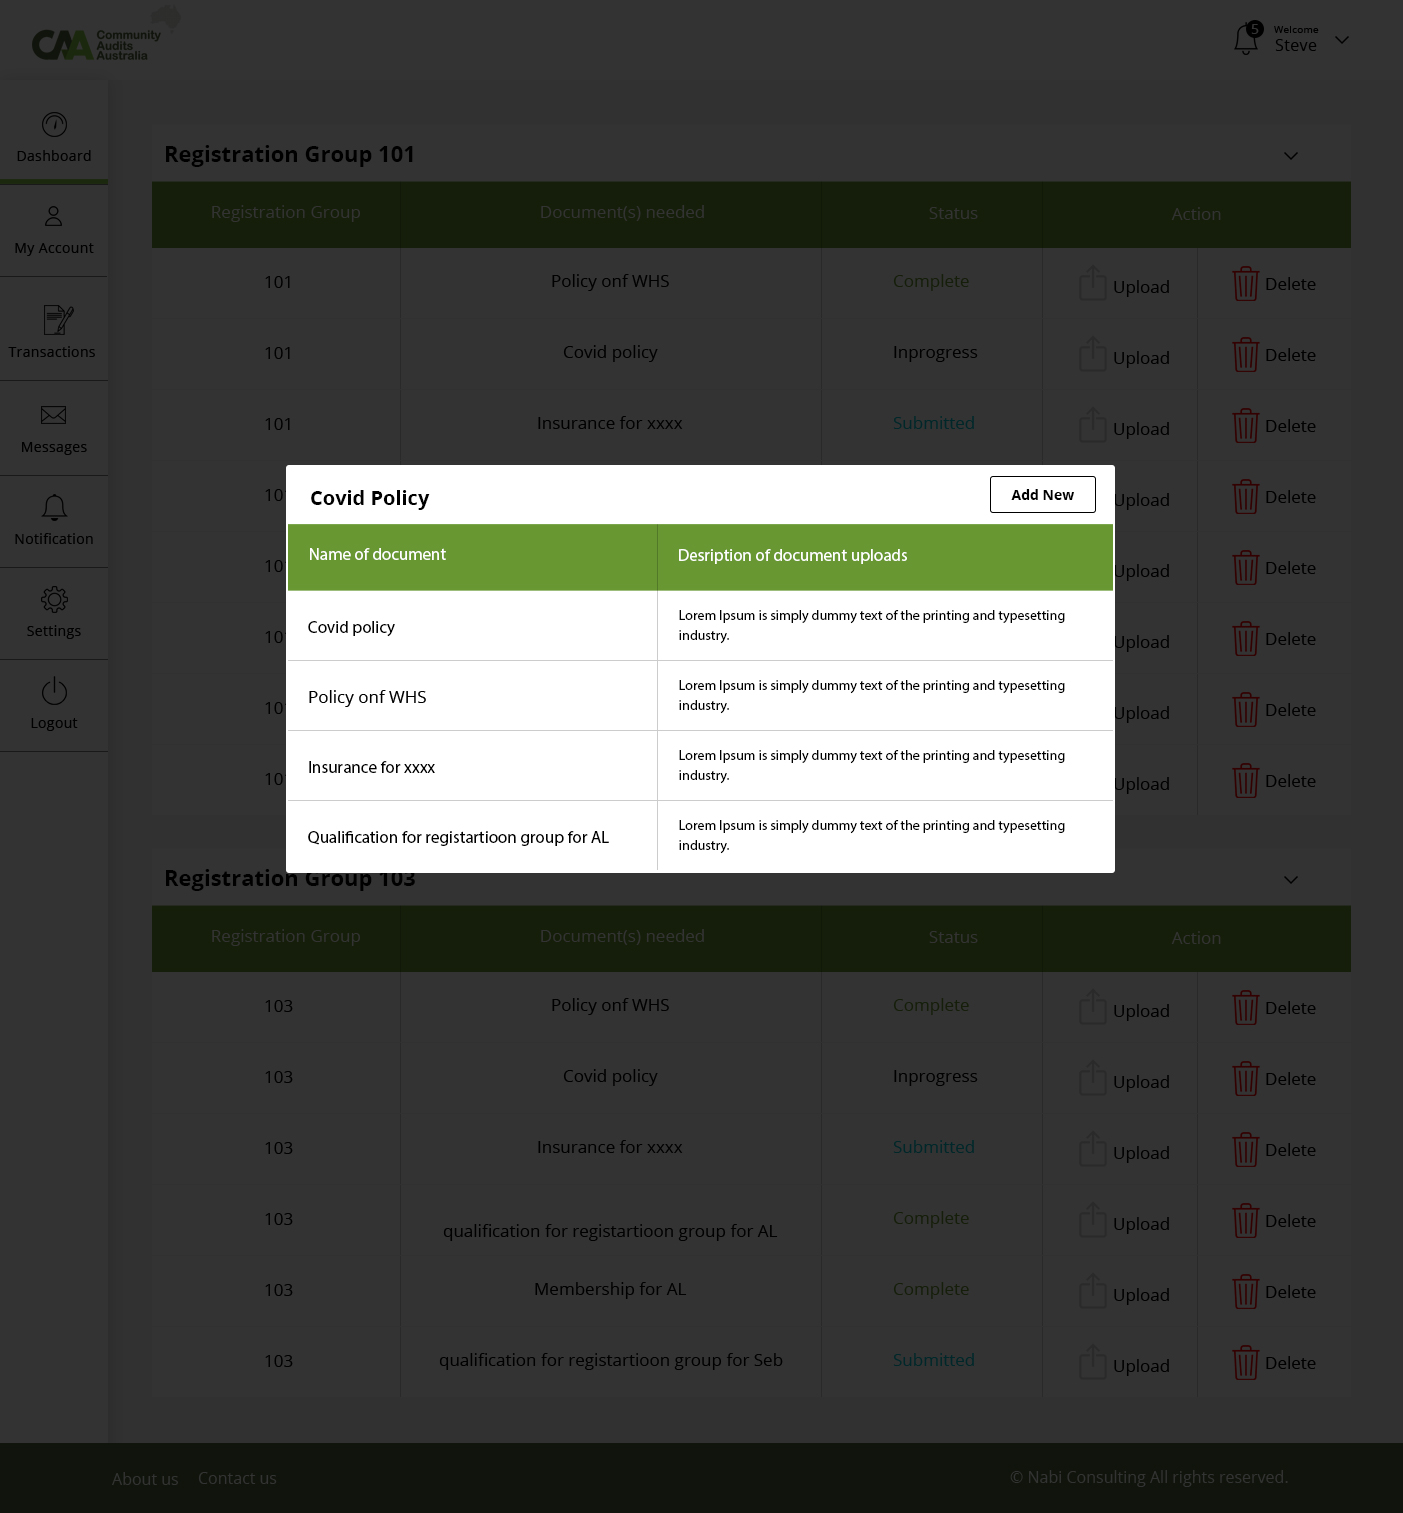 CAA Community
Audits
Australia
5
Welcome
Steve
Dashboard
My Account
Transactions
Messages
Notification
Settings
Logout
Registration Group 101
Registration Group Document(s) needed Status Action
101 Policy onf WHS Complete Upload Delete
101 Covid policy Inprogress Upload Delete
101 Insurance for xxxx Submitted Upload Delete
Upload Delete
Upload Delete
Upload Delete
Upload Delete
Upload Delete
Covid Policy Add New
Name of document Desription of document uploads
Covid policy Lorem Ipsum is simply dummy text of the printing and typesetting
industry.
Policy onf WHS Lorem Ipsum is simply dummy text of the printing and typesetting
industry.
Insurance for xxxx Lorem Ipsum is simply dummy text of the printing and typesetting
industry.
Qualification for registartioon group for AL Lorem Ipsum is simply dummy text of the printing and typesetting
industry.
Registration Group 103
Registration Group Document(s) needed Status Action
103 Policy onf WHS Complete Upload Delete
103 Covid policy Inprogress Upload Delete
103 Insurance for xxxx Submitted Upload Delete
103 qualification for registartioon group for AL Complete Upload Delete
103 Membership for AL Complete Upload Delete
103 qualification for registartioon group for Seb Submitted Upload Delete
About us Contact us © Nabi Consulting All rights reserved.